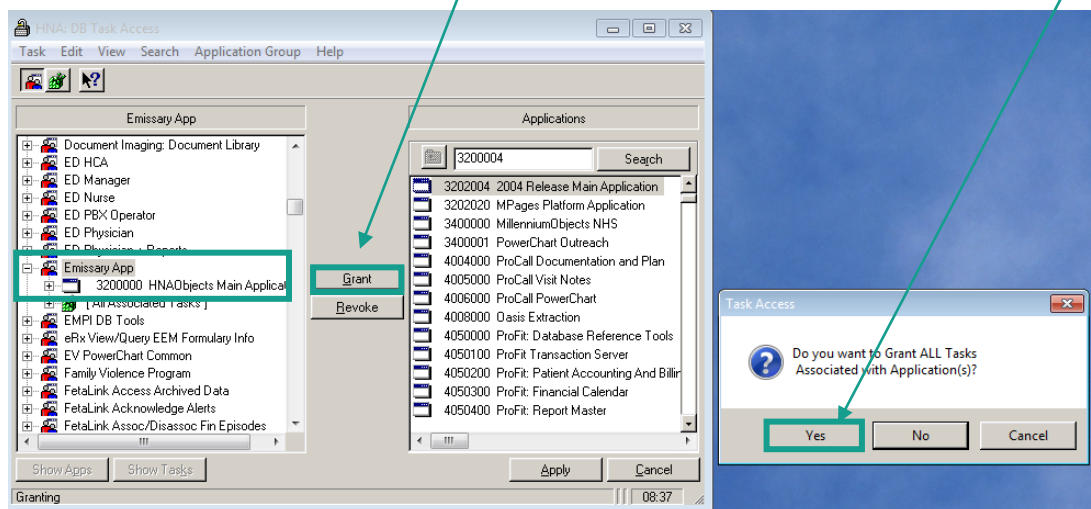 HNA: DB Task Access
Task Edit View Search Application Group Help
Emissary App
Document Imaging: Document Library
ED HCA
ED Manager
ED Nurse
ED PBX Operator
ED Physician
ED Physician + Reports
Emissary App
3200000 HNAObjects Main Applicat
[ All Associated Tasks ]
EMPI DB Tools
eRx View/Query EEM Formulary Info
EV PowerChart Common
Family Violence Program
FetaLink Access Archived Data
FetaLink Acknowledge Alerts
FetaLink Assoc/Disassoc Fin Episodes
Show Apps Show Tasks
Grant
Revoke
Applications
3200004 Search
3202004 2004 Release Main Application
3202020 MPages Platform Application
3400000 MillenniumObjects NHS
3400001 PowerChart Outreach
4004000 ProCall Documentation and Plan
4005000 ProCall Visit Notes
4006000 ProCall PowerChart
4008000 Oasis Extraction
4050000 ProFit: Database Reference Tools
4050100 ProFit Transaction Server
4050200 ProFit: Patient Accounting And Billin
4050300 ProFit: Financial Calendar
4050400 ProFit: Report Master
Apply Cancel
Granting 08:37
Task Access
Do you want to Grant ALL Tasks
Associated with Application(s)?
Yes No Cancel